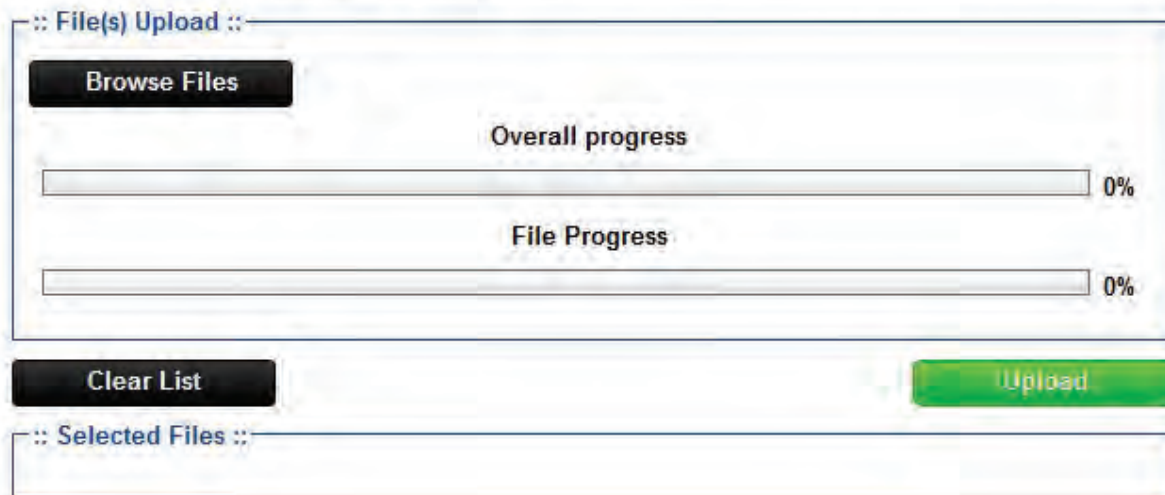 :: File(s) Upload ::
Browse Files
Overall progress
0%
File Progress
0%
Clear List
Upload
:: Selected Files ::